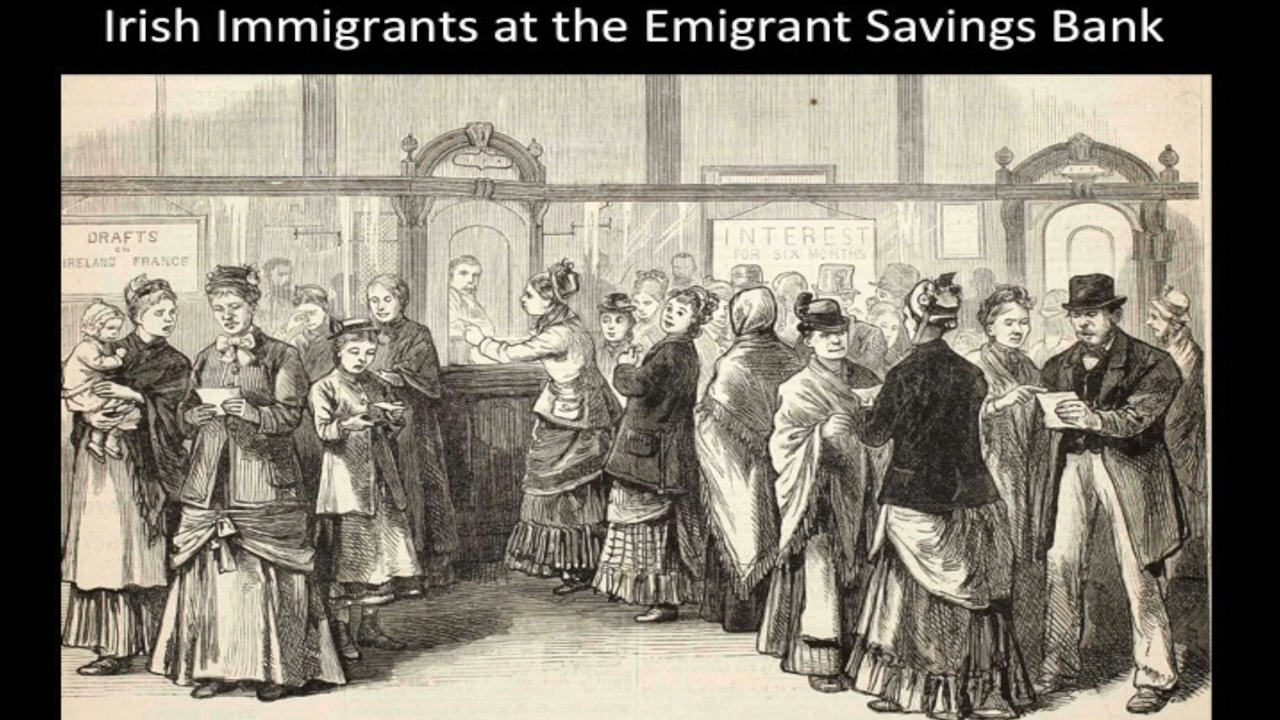 Irish Immigrants at the Emigrant Savings Bank
DRAFTS
ON
IRELAND FRANCE
INTEREST
FOR SIX MONTHS